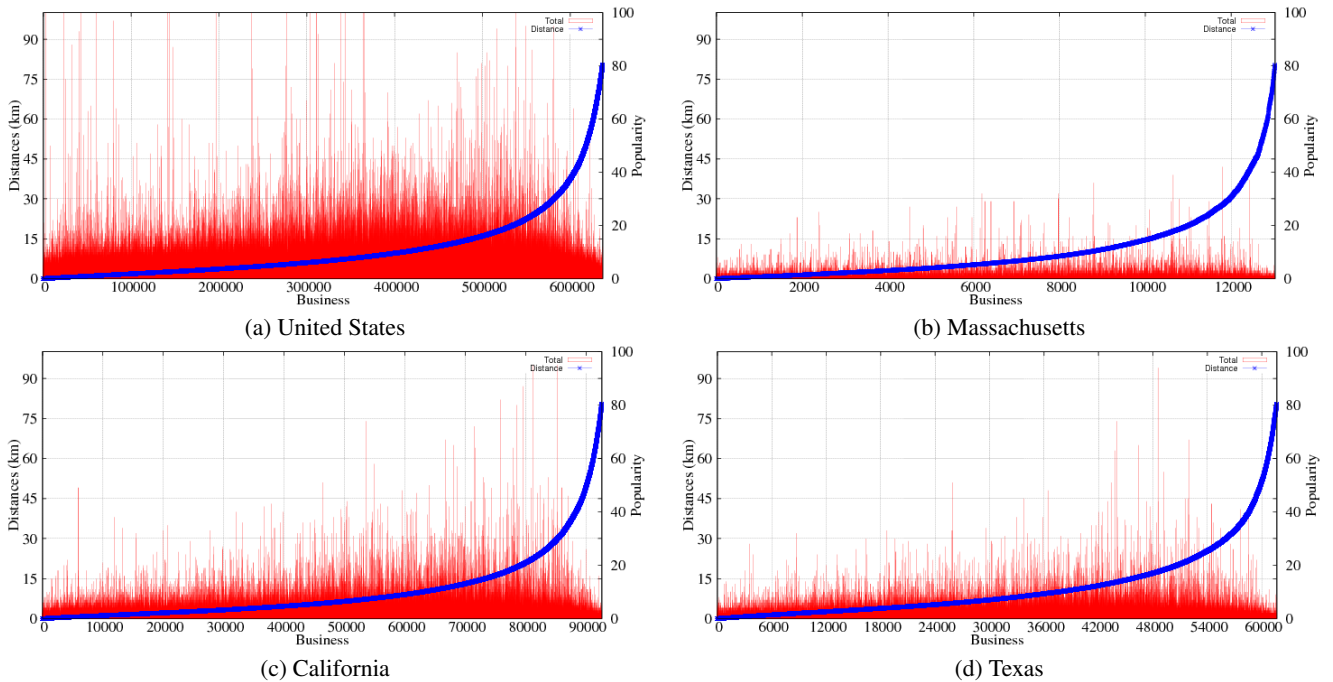 90
75
60
45
30
15
0
Distances (km)
Total
Distance
100
80
60
40
20
0
Popularity
0 100000 200000 300000 400000 500000 600000
Business
(a) United States
90
75
60
45
30
15
0
Distances (km)
Total
Distance
100
80
60
40
20
0
Popularity
0 2000 4000 6000 8000 10000 12000
Business
(b) Massachusetts
90
75
60
45
30
15
0
Distances (km)
Total
Distance
100
80
60
40
20
0
Popularity
0 10000 20000 30000 40000 50000 60000 70000 80000 90000
Business
(c) California
90
75
60
45
30
15
0
Distances (km)
Total
Distance
100
80
60
40
20
0
Popularity
0 6000 12000 18000 24000 30000 36000 42000 48000 54000 60000
Business
(d) Texas